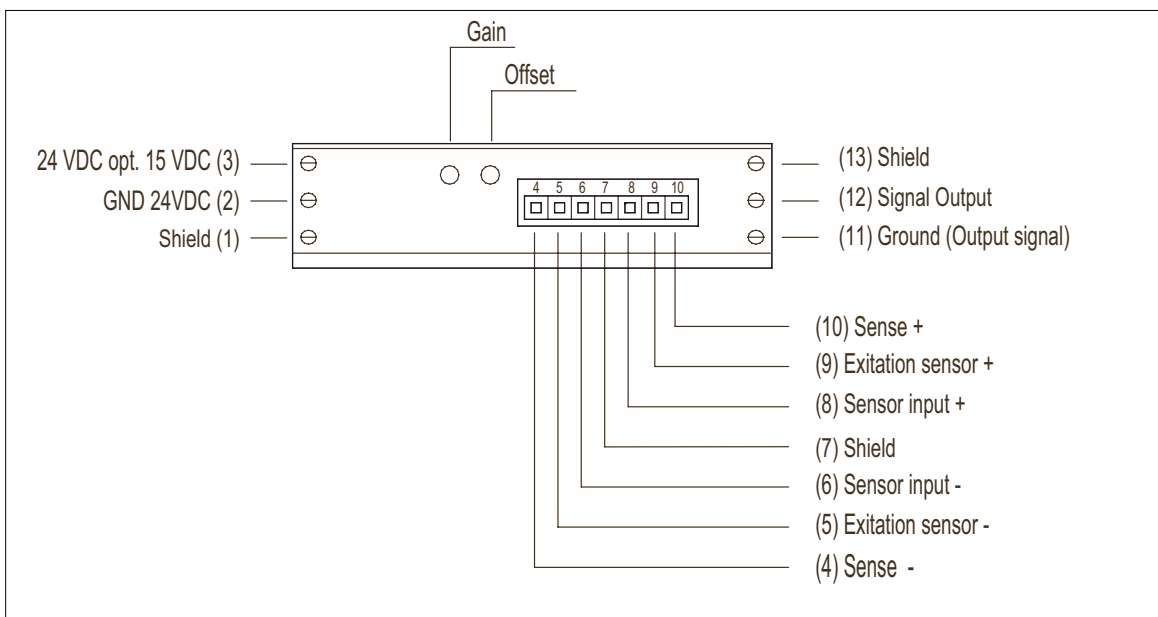 Gain
Offset
24 VDC opt. 15 VDC (3)
GND 24VDC (2)
Shield (1)
4 5 6 7 8 9 10
(13) Shield
(12) Signal Output
(11) Ground (Output signal)
(10) Sense +
(9) Exitation sensor +
(8) Sensor input +
(7) Shield
(6) Sensor input -
(5) Exitation sensor -
(4) Sense -